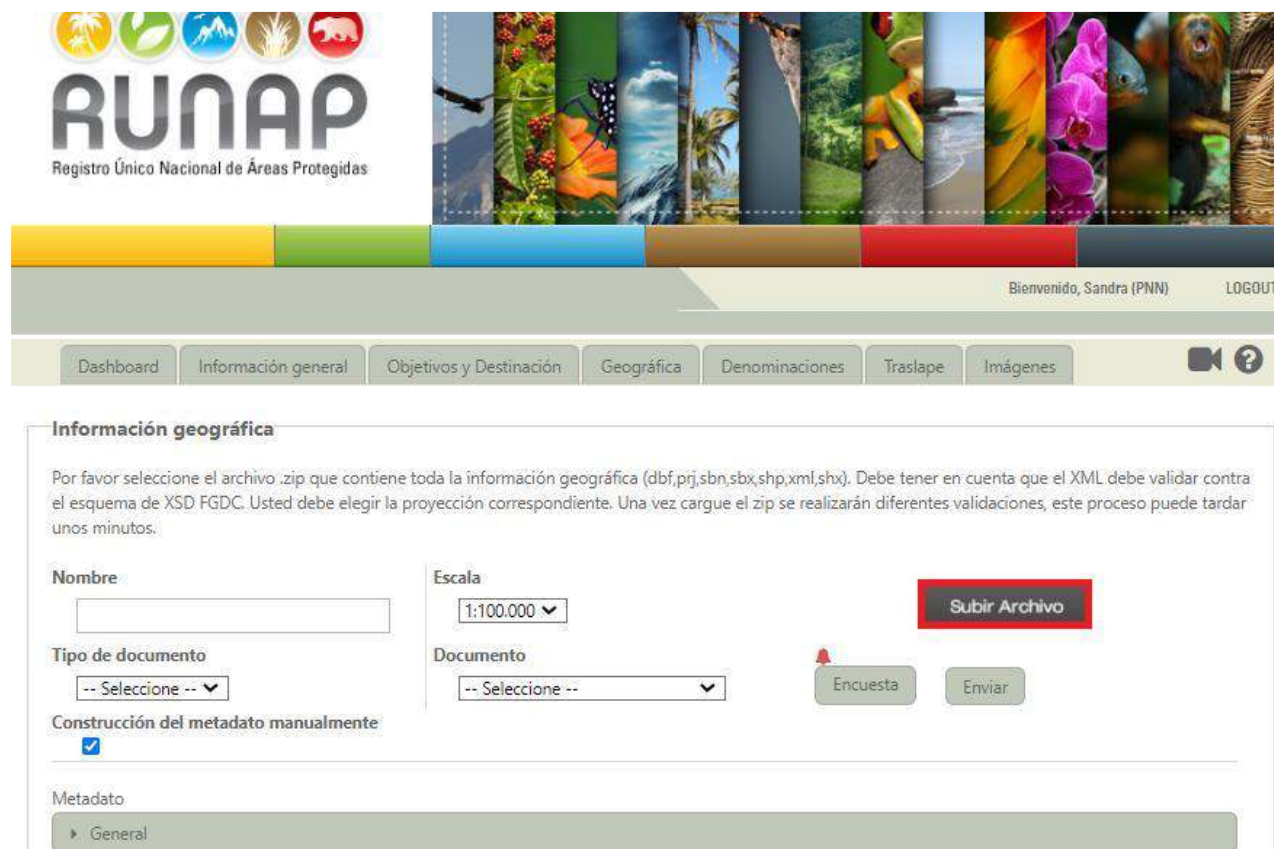 RUNAP
Registro Único Nacional de Áreas Protegidas
Bienvenido, Sandra (PNN) LOGOUT
Dashboard Información general Objetivos y Destinación Geográfica Denominaciones Traslape Imágenes
Información geográfica
Por favor seleccione el archivo .zip que contiene toda la información geográfica (dbf,prj,sbn,sbx,shp,xml,shx). Debe tener en cuenta que el XML debe validar contra
el esquema de XSD FGDC. Usted debe elegir la proyección correspondiente. Una vez cargue el zip se realizarán diferentes validaciones, este proceso puede tardar
unos minutos.
Nombre Escala
1:100.000
Subir Archivo
Tipo de documento Documento
-- Seleccione -- -- Seleccione --
Encuesta Enviar
Construcción del metadato manualmente
Metadato
General